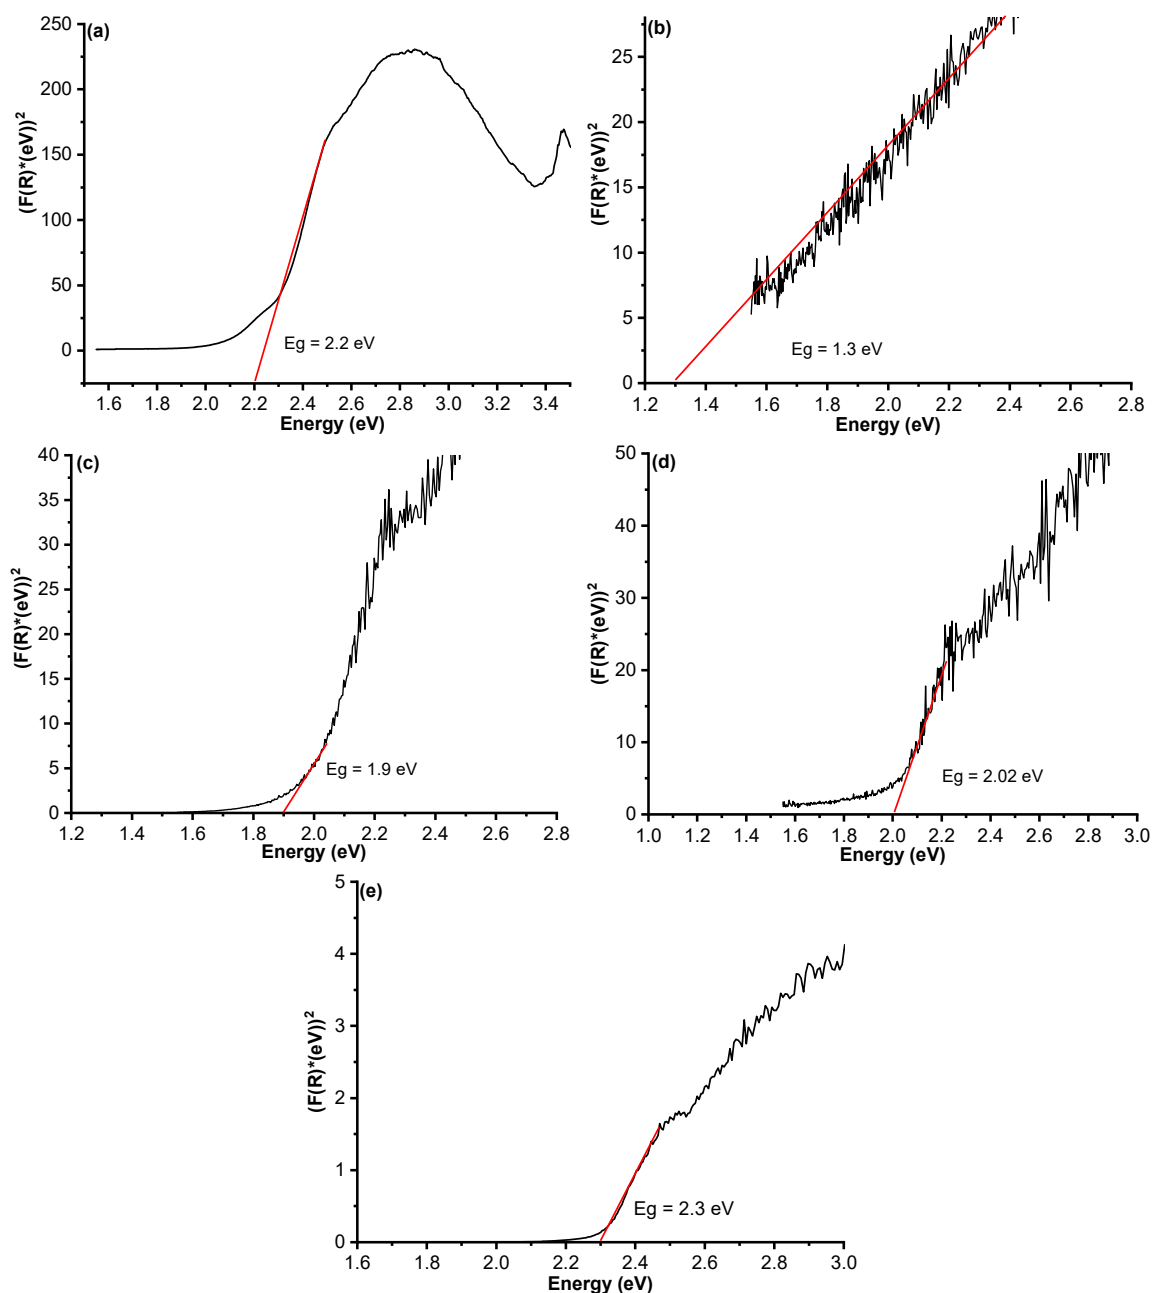 (a)
250
200
150
100
50
0
(F(R)*(eV))²
Eg = 2.2 eV
1.6 1.8 2.0 2.2 2.4 2.6 2.8 3.0 3.2 3.4
Energy (eV)
(b)
25
20
15
10
5
0
(F(R)*(eV))²
Eg = 1.3 eV
1.2 1.4 1.6 1.8 2.0 2.2 2.4 2.6 2.8
Energy (eV)
(c)
40
35
30
25
20
15
10
5
0
(F(R)*(eV))²
Eg = 1.9 eV
1.2 1.4 1.6 1.8 2.0 2.2 2.4 2.6 2.8
Energy (eV)
(d)
50
40
30
20
10
0
(F(R)*(eV))²
Eg = 2.02 eV
1.0 1.2 1.4 1.6 1.8 2.0 2.2 2.4 2.6 2.8 3.0
Energy (eV)
(e)
5
4
3
2
1
0
(F(R)*(eV))²
Eg = 2.3 eV
1.6 1.8 2.0 2.2 2.4 2.6 2.8 3.0
Energy (eV)